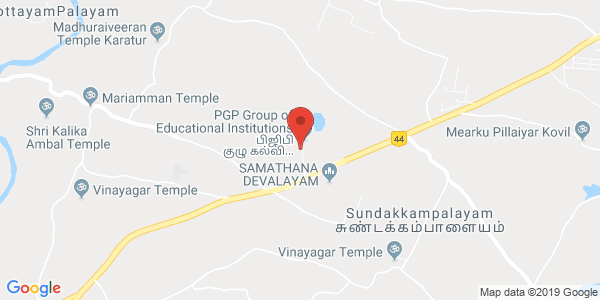 ottayamPalayam
Madhuraiveeran
Temple Karatur
Mariamman Temple
PGP Group of
Educational Institutions
பிஜிபி
குழு கல்வி...
44
Mearku Pillaiyar Kovil
Shri Kalika
Ambal Temple
SAMATHANA
DEVALAYAM
Vinayagar Temple
Sundakkampalayam
சுண்டக்கம்பாளையம்
Vinayagar Temple
Google
Map data ©2019 Google